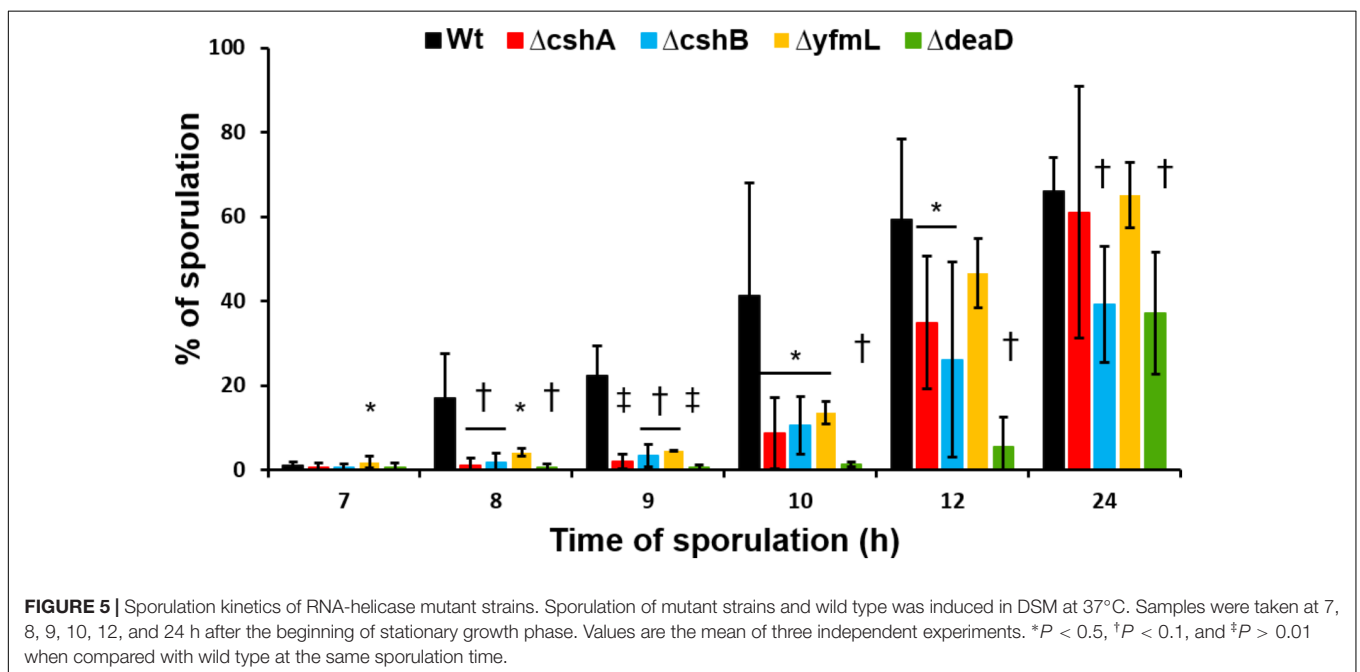 Wt ΔcshA ΔcshB ΔyfmL ΔdeaD
100
80
60
40
20
0
% of sporulation
* † * † ‡ † ‡ * † * † † †
7 8 9 10 12 24
Time of sporulation (h)
FIGURE 5 | Sporulation kinetics of RNA-helicase mutant strains. Sporulation of mutant strains and wild type was induced in DSM at 37°C. Samples were taken at 7,
8, 9, 10, 12, and 24 h after the beginning of stationary growth phase. Values are the mean of three independent experiments. *P < 0.5, †P < 0.1, and ‡P > 0.01
when compared with wild type at the same sporulation time.